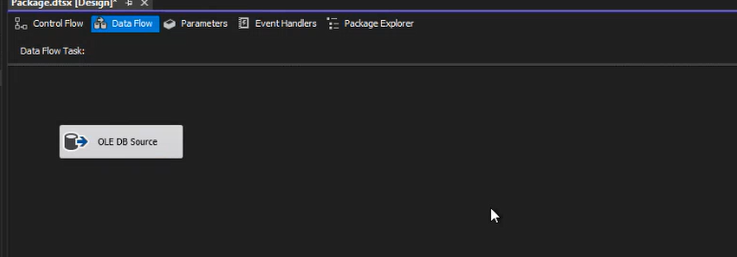 Package.dtsx [Design]*
Control Flow Data Flow Parameters Event Handlers Package Explorer
Data Flow Task:
OLE DB Source